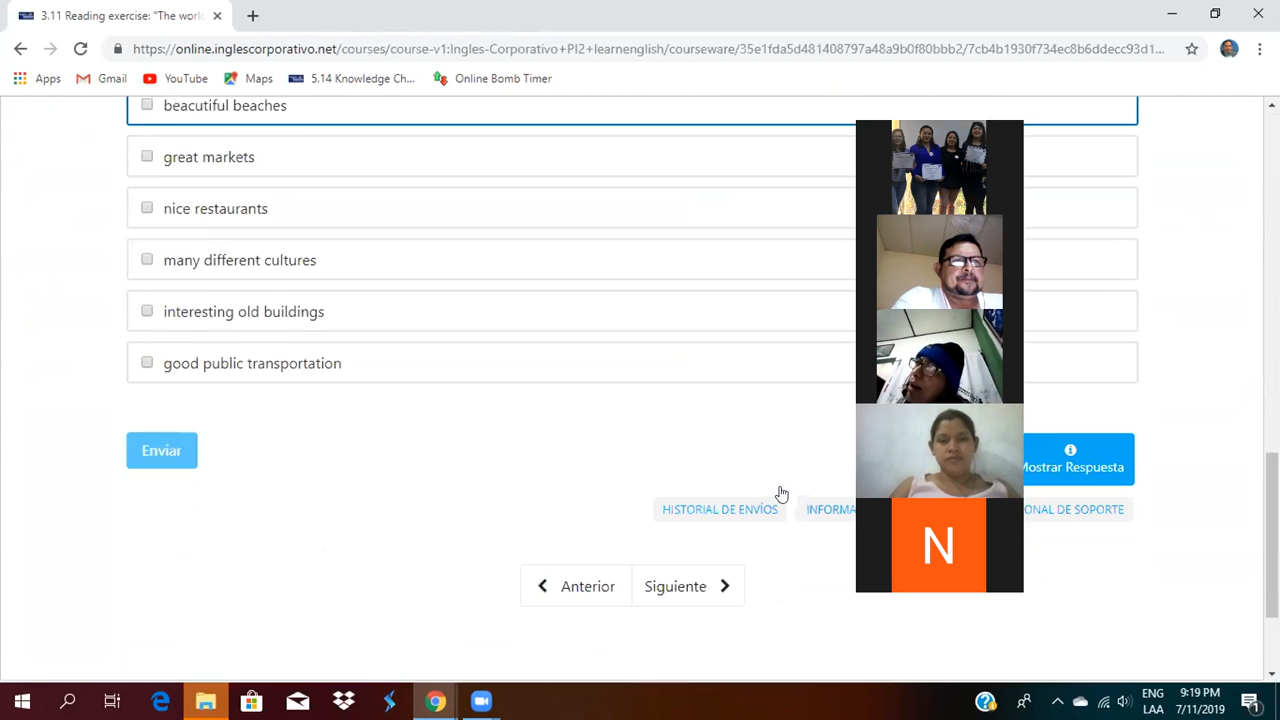 3.11 Reading exercise: "The worl
https://online.inglescorporativo.net/courses/course-v1:Ingles-Corporativo+PI2+learnenglish/courseware/35e1fda5d481408797a48a9b0f80bbb2/7cb4b1930f734ec8b6ddecc93d1...
Apps
Gmail
YouTube
Maps
5.14 Knowledge Ch...
Online Bomb Timer
beacutiful beaches
great markets
nice restaurants
many different cultures
interesting old buildings
good public transportation
Enviar
Mostrar Respuesta
HISTORIAL DE ENVÍOS
INFORMA
ONAL DE SOPORTE
N
Anterior
Siguiente
ENG
LAA
9:19 PM
7/11/2019